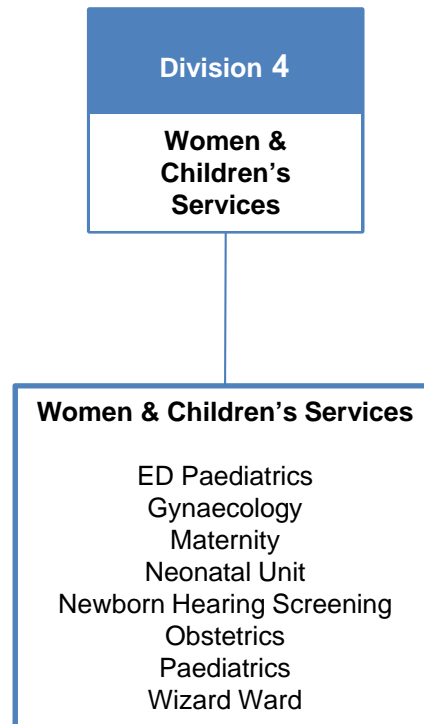 Division 4
Women &
Children’s
Services
Women & Children’s Services
ED Paediatrics
Gynaecology
Maternity
Neonatal Unit
Newborn Hearing Screening
Obstetrics
Paediatrics
Wizard Ward